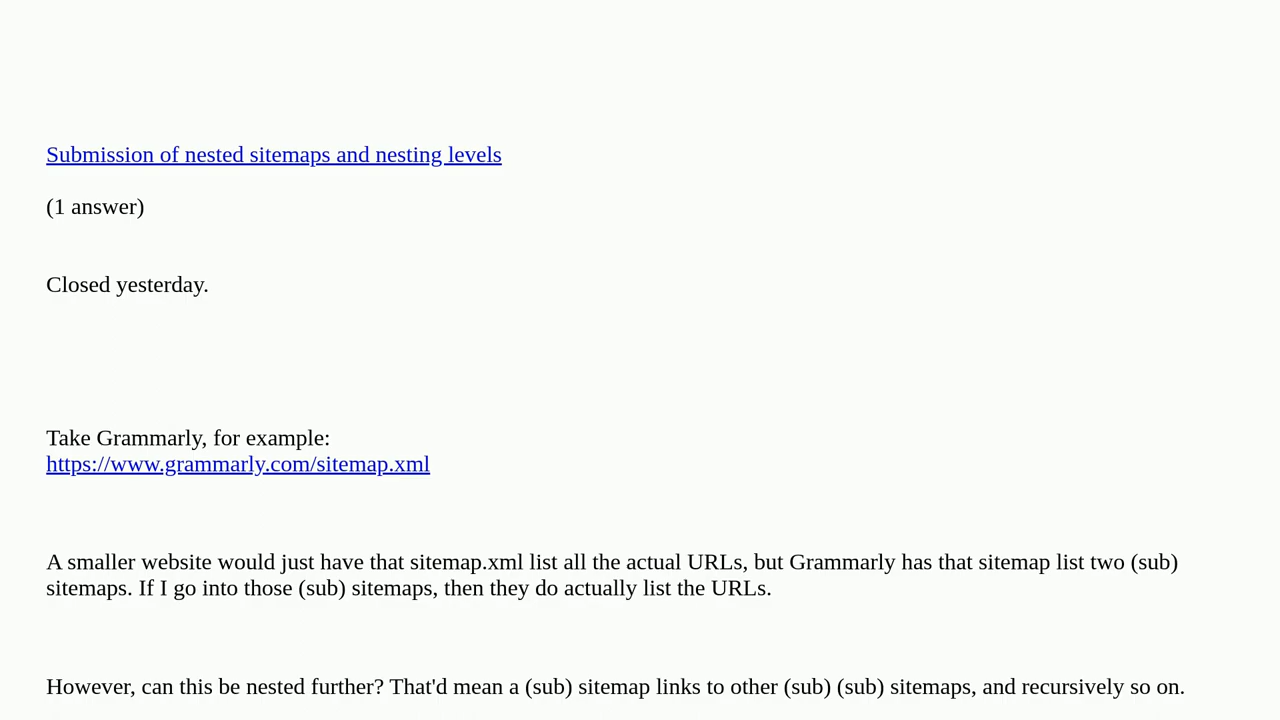 Submission of nested sitemaps and nesting levels
(1 answer)
Closed yesterday.
Take Grammarly, for example:
https://www.grammarly.com/sitemap.xml
A smaller website would just have that sitemap.xml list all the actual URLs, but Grammarly has that sitemap list two (sub)
sitemaps. If I go into those (sub) sitemaps, then they do actually list the URLs.
However, can this be nested further? That'd mean a (sub) sitemap links to other (sub) (sub) sitemaps, and recursively so on.